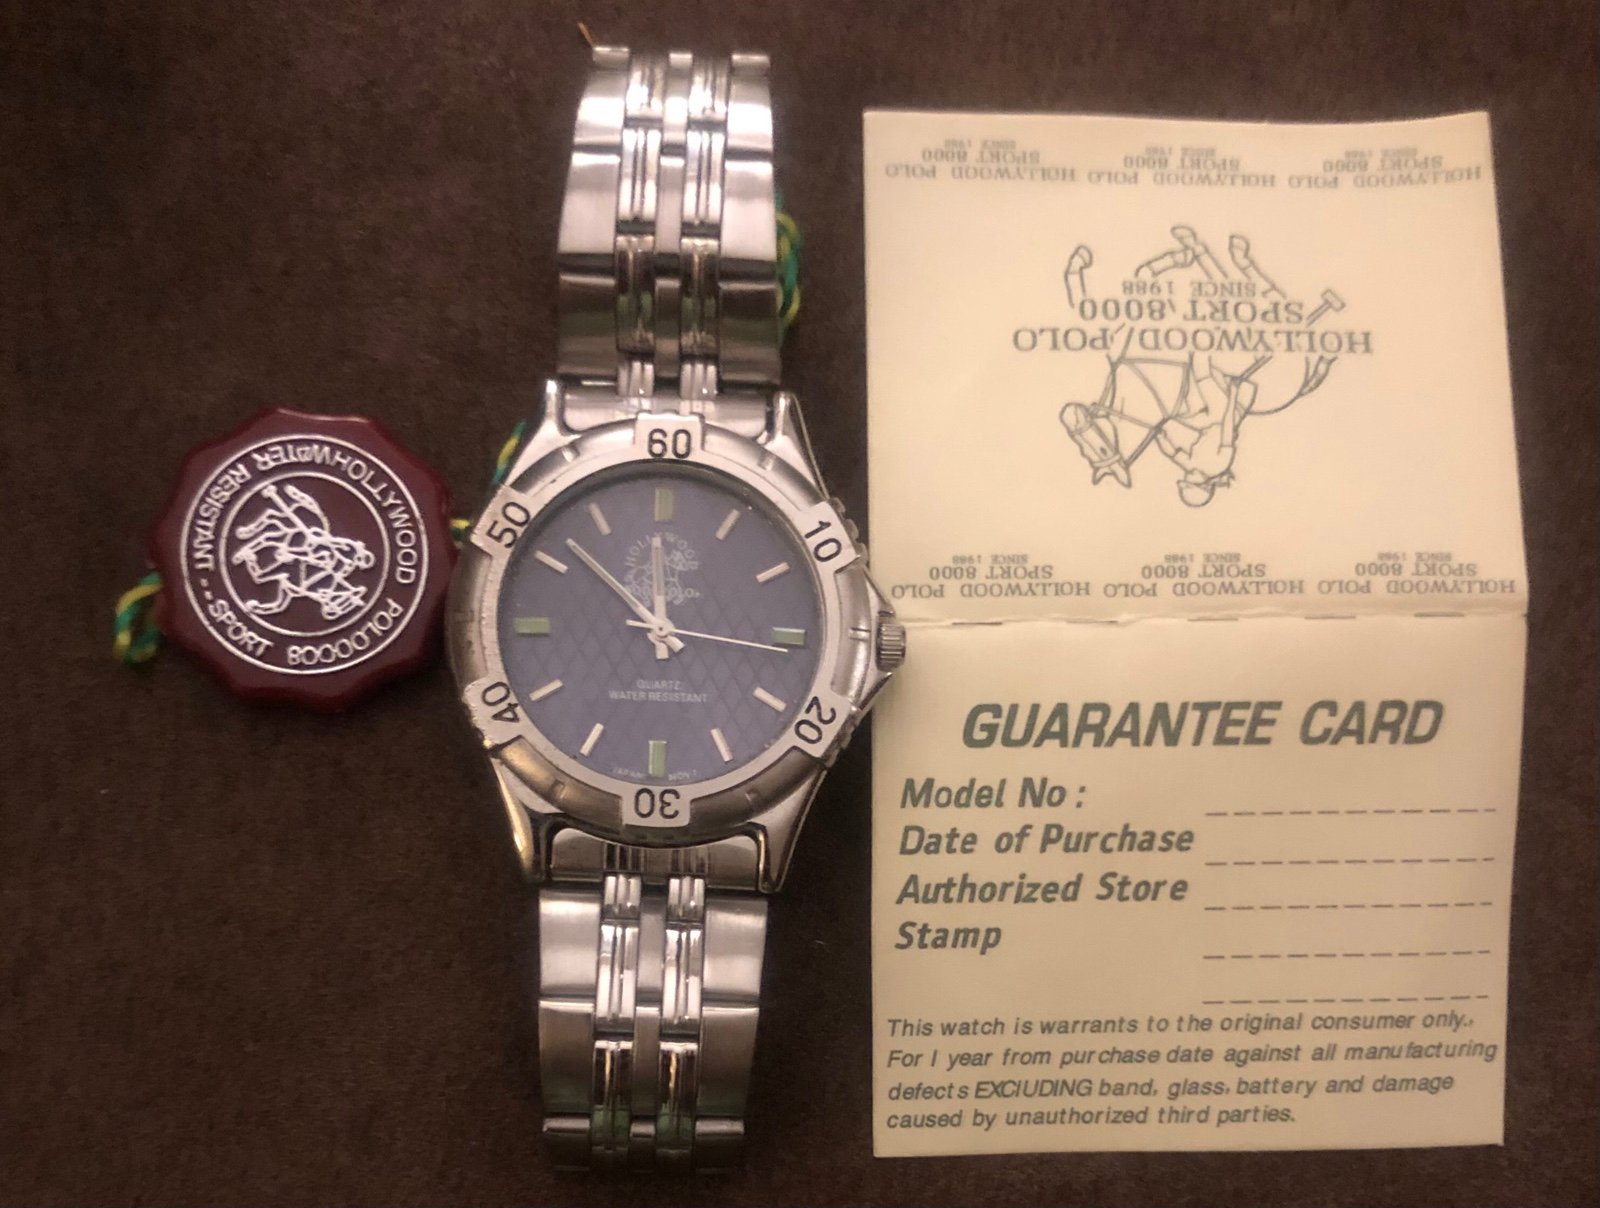 HOLLYWOOD POLO
SPORT 8000
WATER RESISTANT
60
10
20
30
40
50
HOLLYWOOD
POLO
QUARTZ
WATER RESISTANT
JAPAN MOV'T
HOLLYWOOD POLO HOLLYWOOD POLO HOLLYWOOD POLO
SPORT 8000 SPORT 8000 SPORT 8000
SINCE 1988 SINCE 1988 SINCE 1988
HOLLYWOOD POLO
SPORT 8000
SINCE 1988
HOLLYWOOD POLO HOLLYWOOD POLO HOLLYWOOD POLO
SPORT 8000 SPORT 8000 SPORT 8000
SINCE 1988 SINCE 1988 SINCE 1988
GUARANTEE CARD
Model No :
Date of Purchase
Authorized Store
Stamp
This watch is warrants to the original consumer only.,
For I year from purchase date against all manufacturing
defects EXCIUDING band, glass, battery and damage
caused by unauthorized third parties.